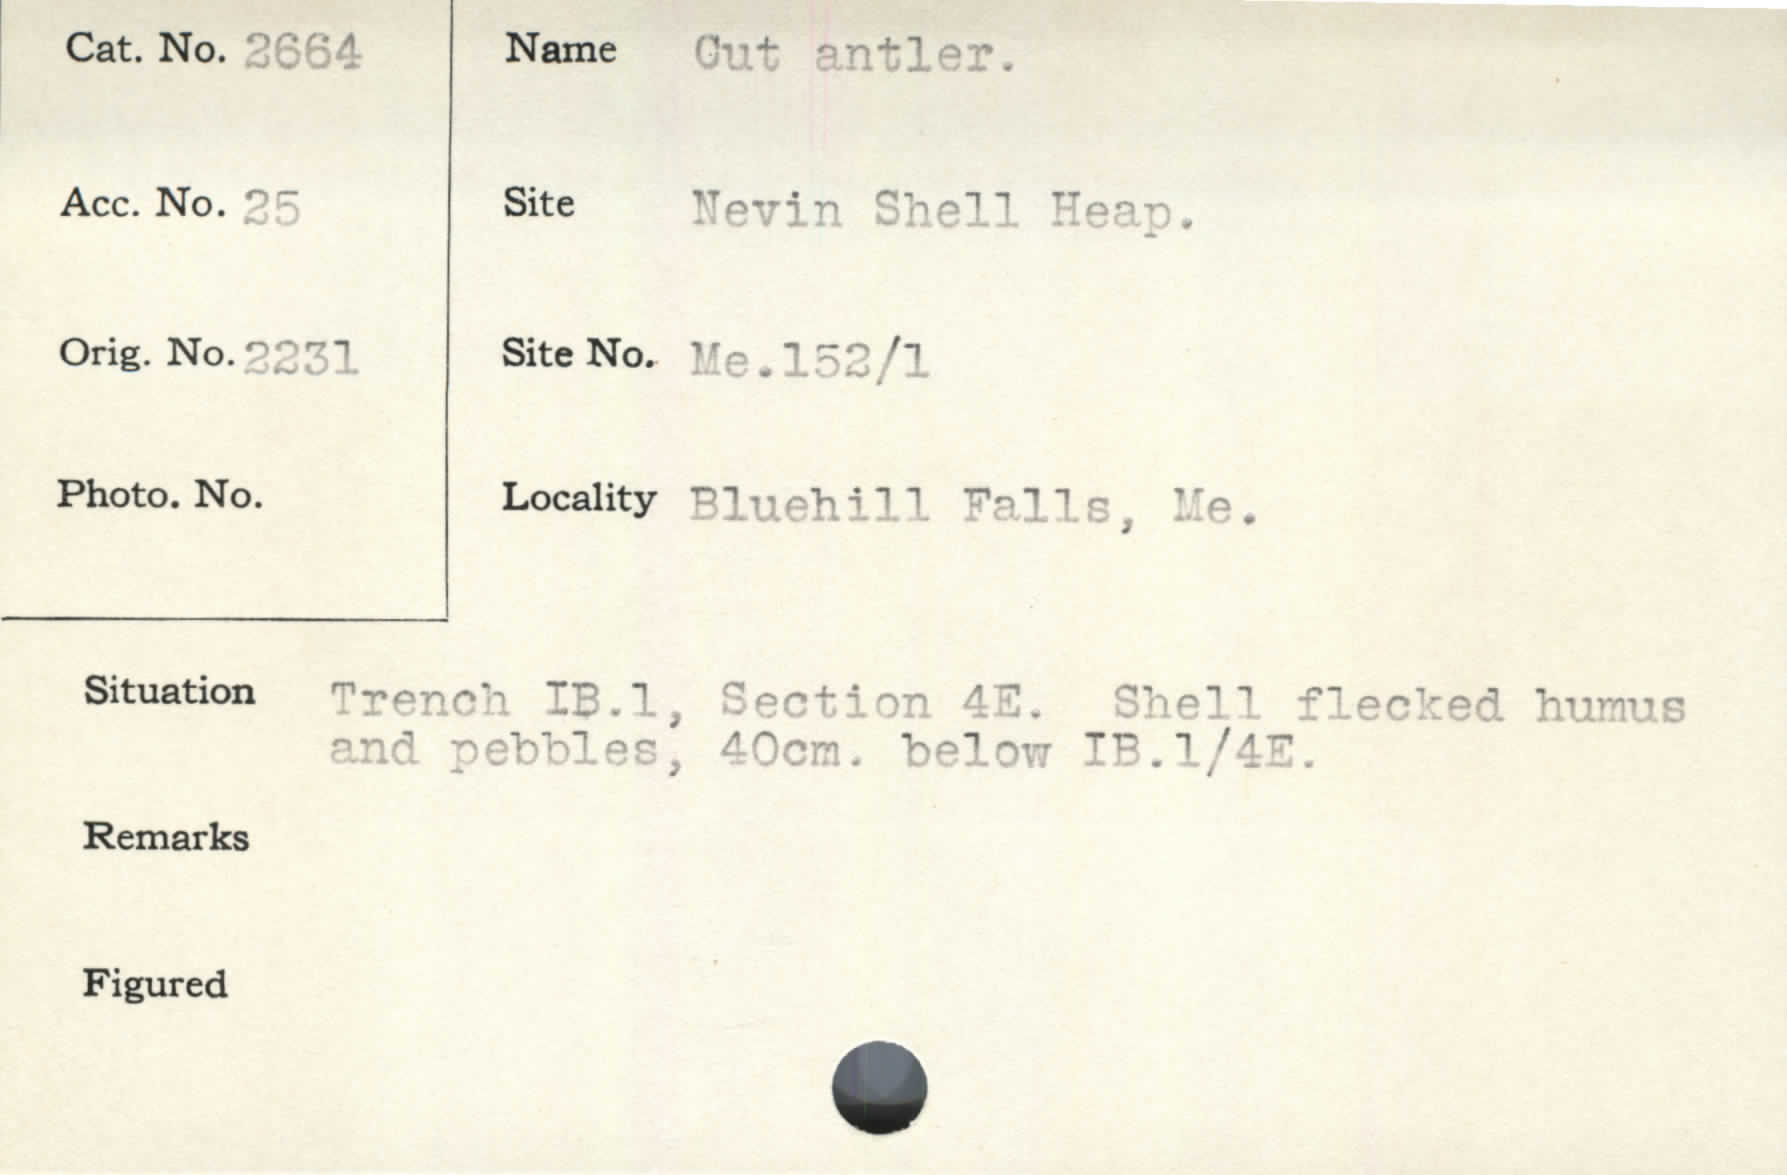 Cat. No. 2664
Name Cut antler.
Acc. No. 25
Site Nevin Shell Heap.
Orig. No. 2231
Site No. Me.152/1
Photo. No.
Locality Bluehill Falls, Me.
Situation Trench IB.1, Section 4E. Shell flecked humus
and pebbles, 40cm. below IB.1/4E.
Remarks
Figured